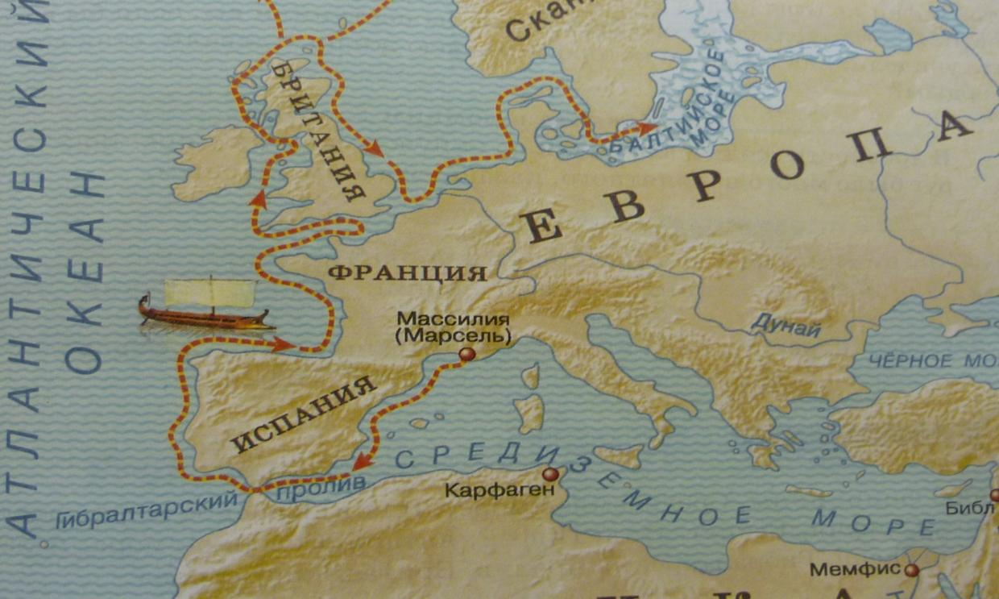 АТЛАНТИЧЕСКИЙ
ОКЕАН
БРИТАНИЯ
БАЛТИЙСКОЕ
МОРЕ
ЕВРОПА
ФРАНЦИЯ
Массилия
(Марсель)
Дунай
ЧЁРНОЕ МО
ИСПАНИЯ
Гибралтарский пролив
СРЕДИЗЕМНОЕ МОРЕ
Карфаген
Библ
Мемфис